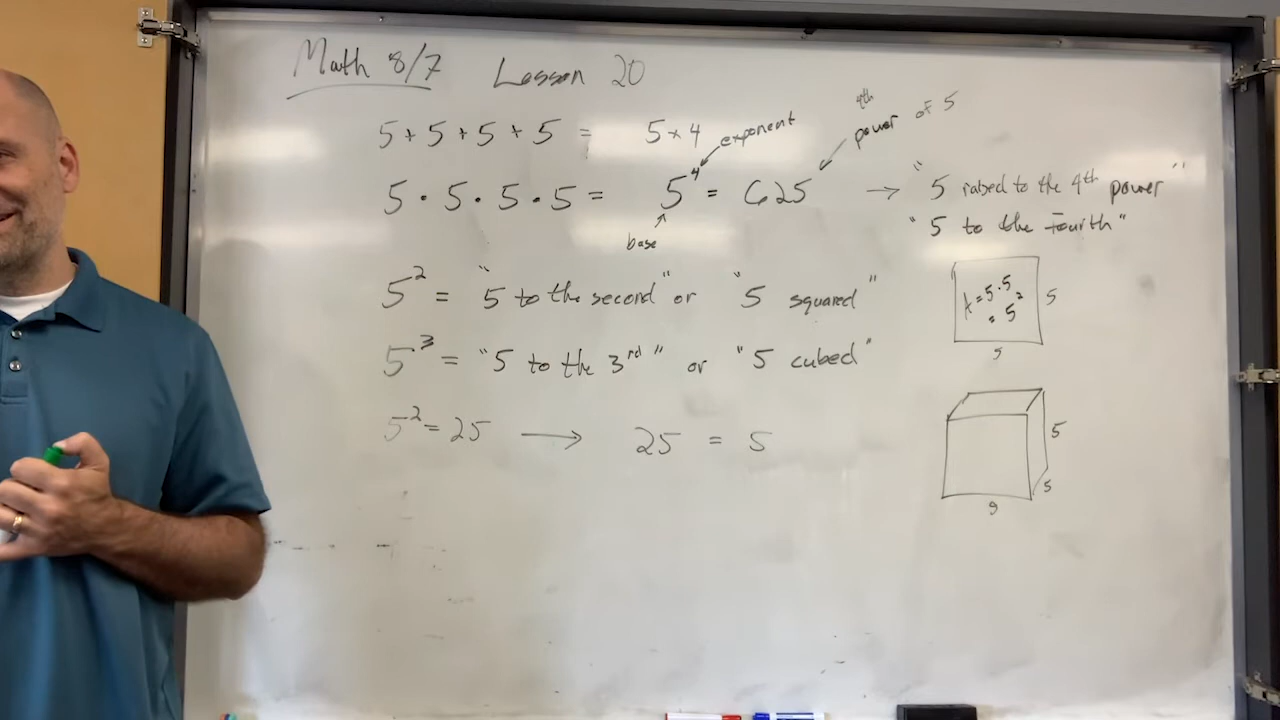 Math 8/7 Lesson 20
5 + 5 + 5 + 5 = 5 × 4
exponent
4th power of 5
5 · 5 · 5 · 5 = 5⁴ = 625 → "5 raised to the 4th power"
"5 to the fourth"
base
5² = "5 to the second" or "5 squared"
A = 5·5
= 5²
5
5
5³ = "5 to the 3rd" or "5 cubed"
5² = 25 → 25 = 5
5
5
5